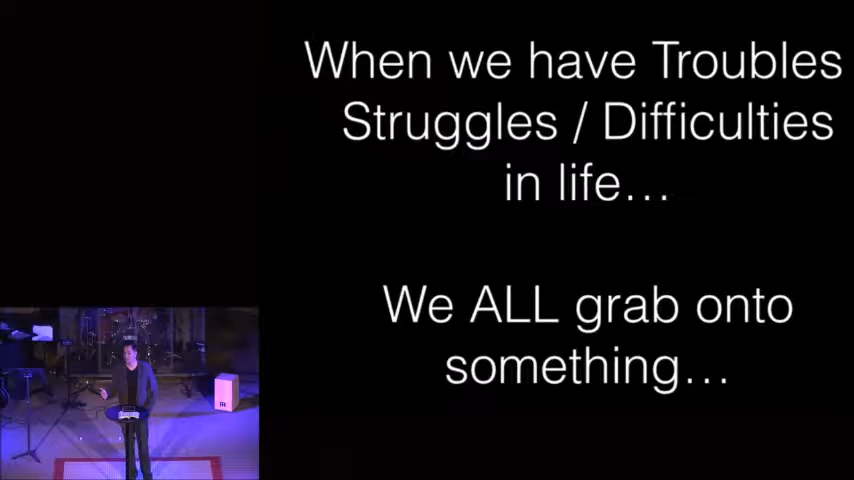 When we have Troubles
Struggles / Difficulties
in life…
We ALL grab onto
something…